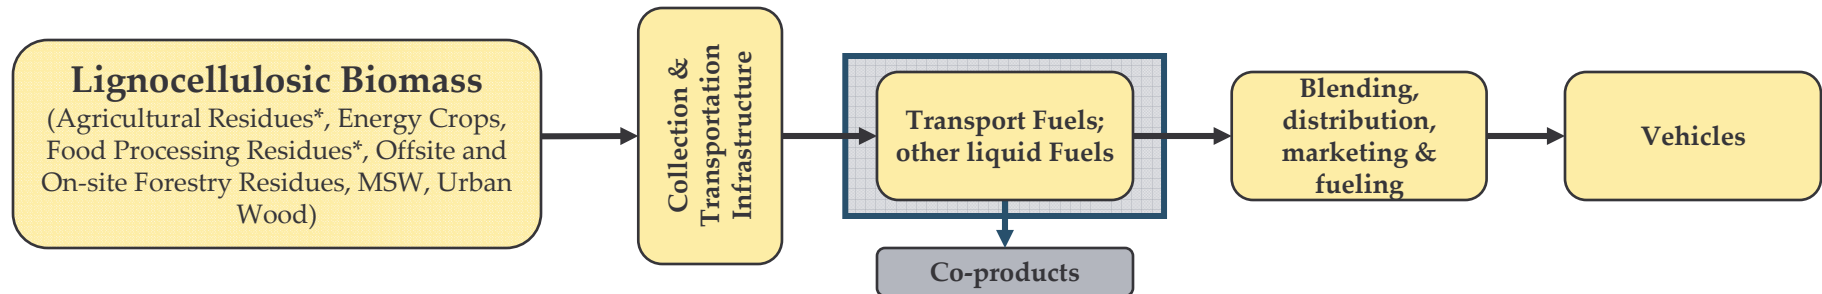 Lignocellulosic Biomass
(Agricultural Residues*, Energy Crops,
Food Processing Residues*, Offsite and
On-site Forestry Residues, MSW, Urban
Wood)
Collection &
Transportation
Infrastructure
Transport Fuels;
other liquid Fuels
Co-products
Blending,
distribution,
marketing &
fueling
Vehicles